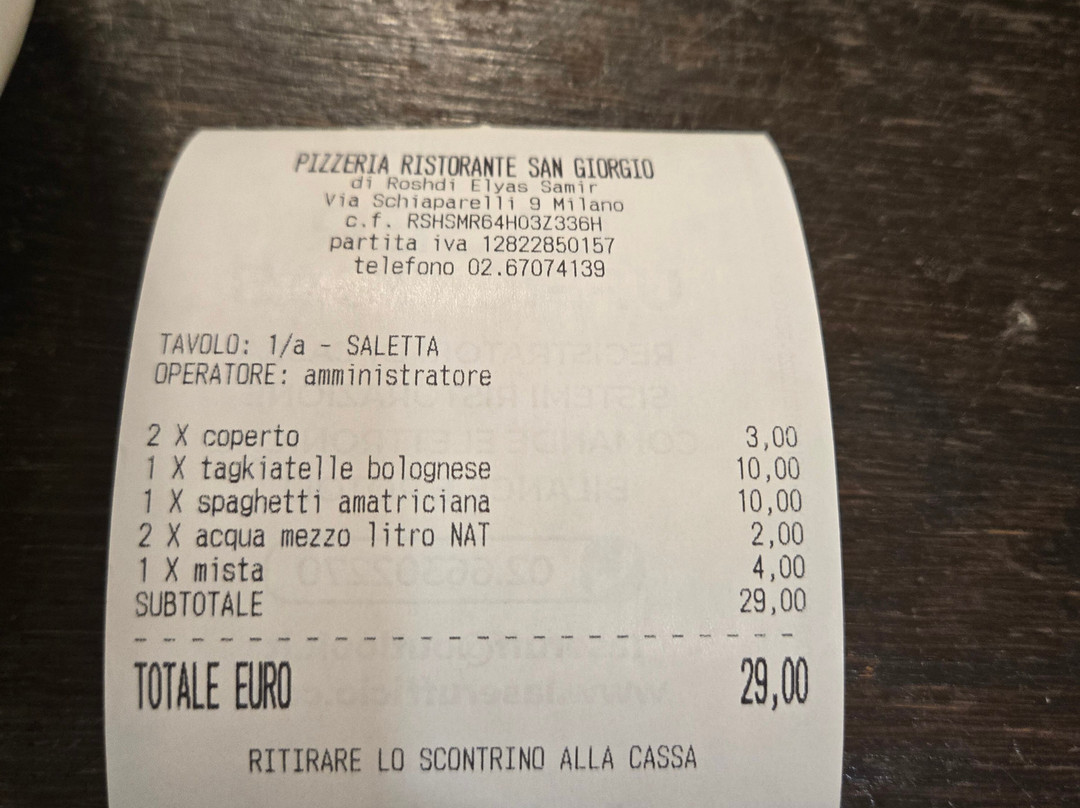 PIZZERIA RISTORANTE SAN GIORGIO
di Roshdi Elyas Samir
Via Schiaparelli 9 Milano
c.f. RSHSMR64H03Z336H
partita iva 12822850157
telefono 02.67074139
TAVOLO: 1/a - SALETTA
OPERATORE: amministratore
2 X coperto 3,00
1 X tagkiatelle bolognese 10,00
1 X spaghetti amatriciana 10,00
2 X acqua mezzo litro NAT 2,00
1 X mista 4,00
SUBTOTALE 29,00
TOTALE EURO 29,00
RITIRARE LO SCONTRINO ALLA CASSA